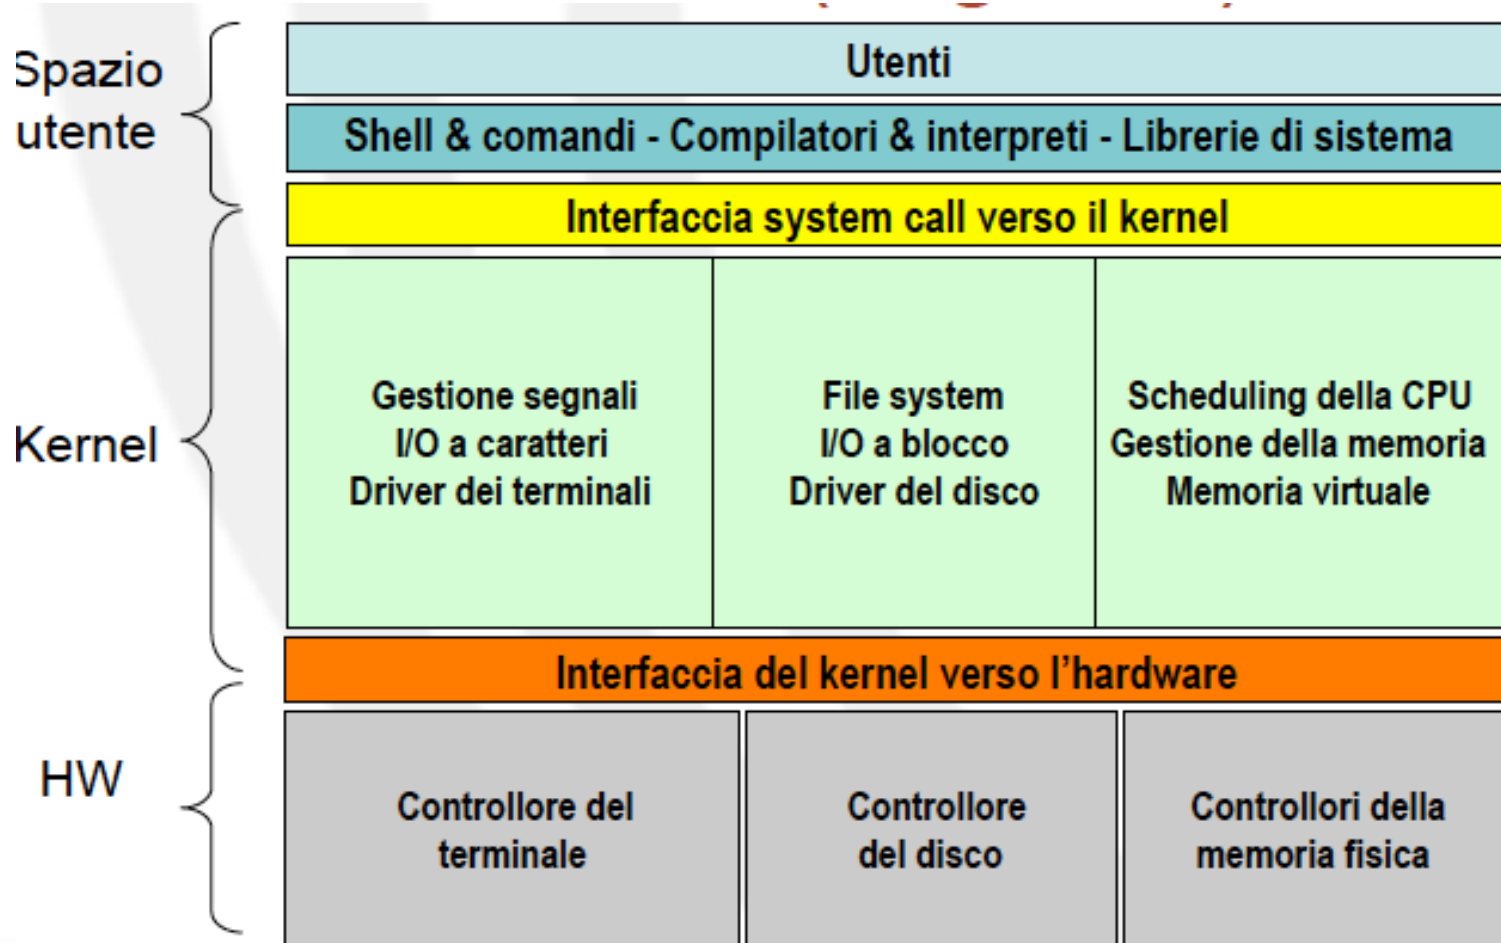 Spazio
utente
Utenti
Shell & comandi - Compilatori & interpreti - Librerie di sistema
Interfaccia system call verso il kernel
Kernel
Gestione segnali
I/O a caratteri
Driver dei terminali
File system
I/O a blocco
Driver del disco
Scheduling della CPU
Gestione della memoria
Memoria virtuale
Interfaccia del kernel verso l'hardware
HW
Controllore del
terminale
Controllore
del disco
Controllori della
memoria fisica